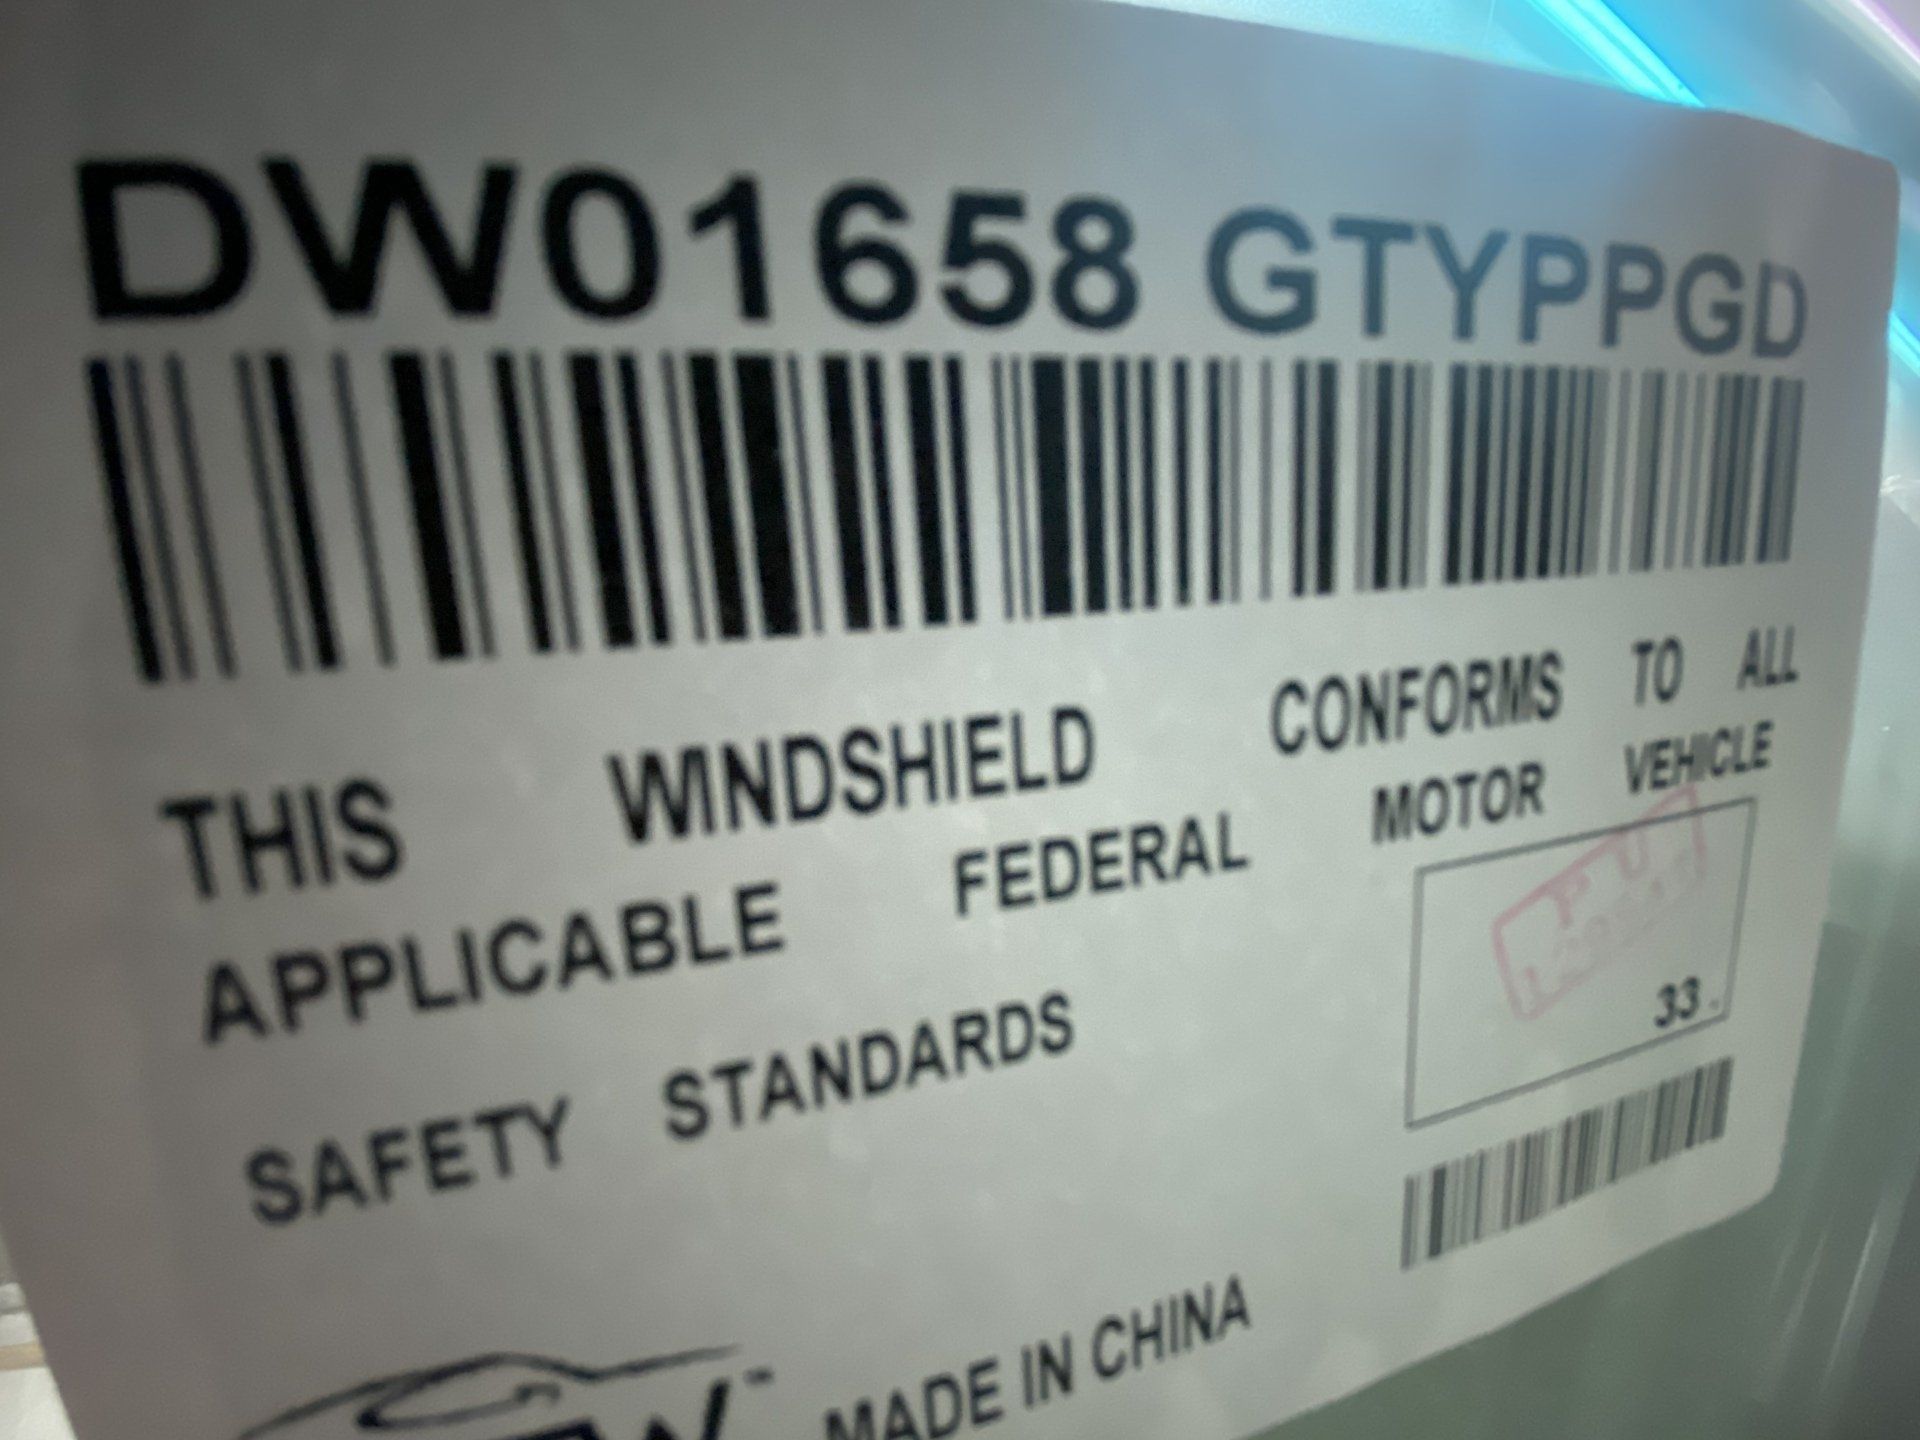 DW01658 GTYPPGD
THIS WINDSHIELD CONFORMS TO ALL
APPLICABLE FEDERAL MOTOR VEHICLE
SAFETY STANDARDS
33
MADE IN CHINA